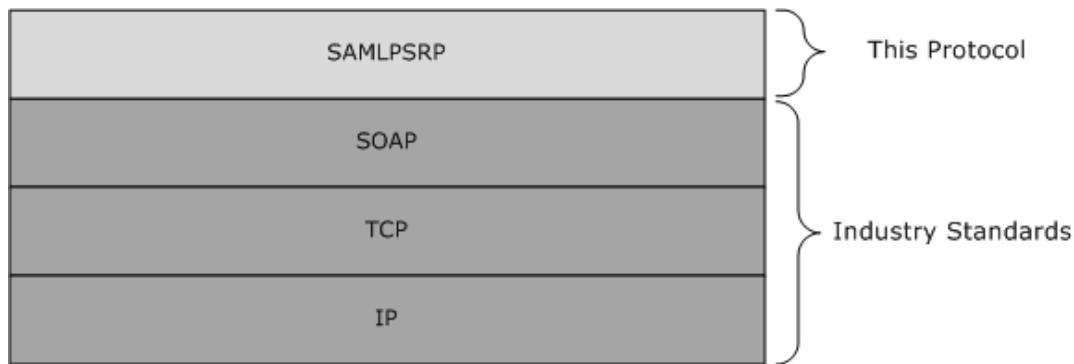 SAMLPSRP
This Protocol
SOAP
TCP
Industry Standards
IP